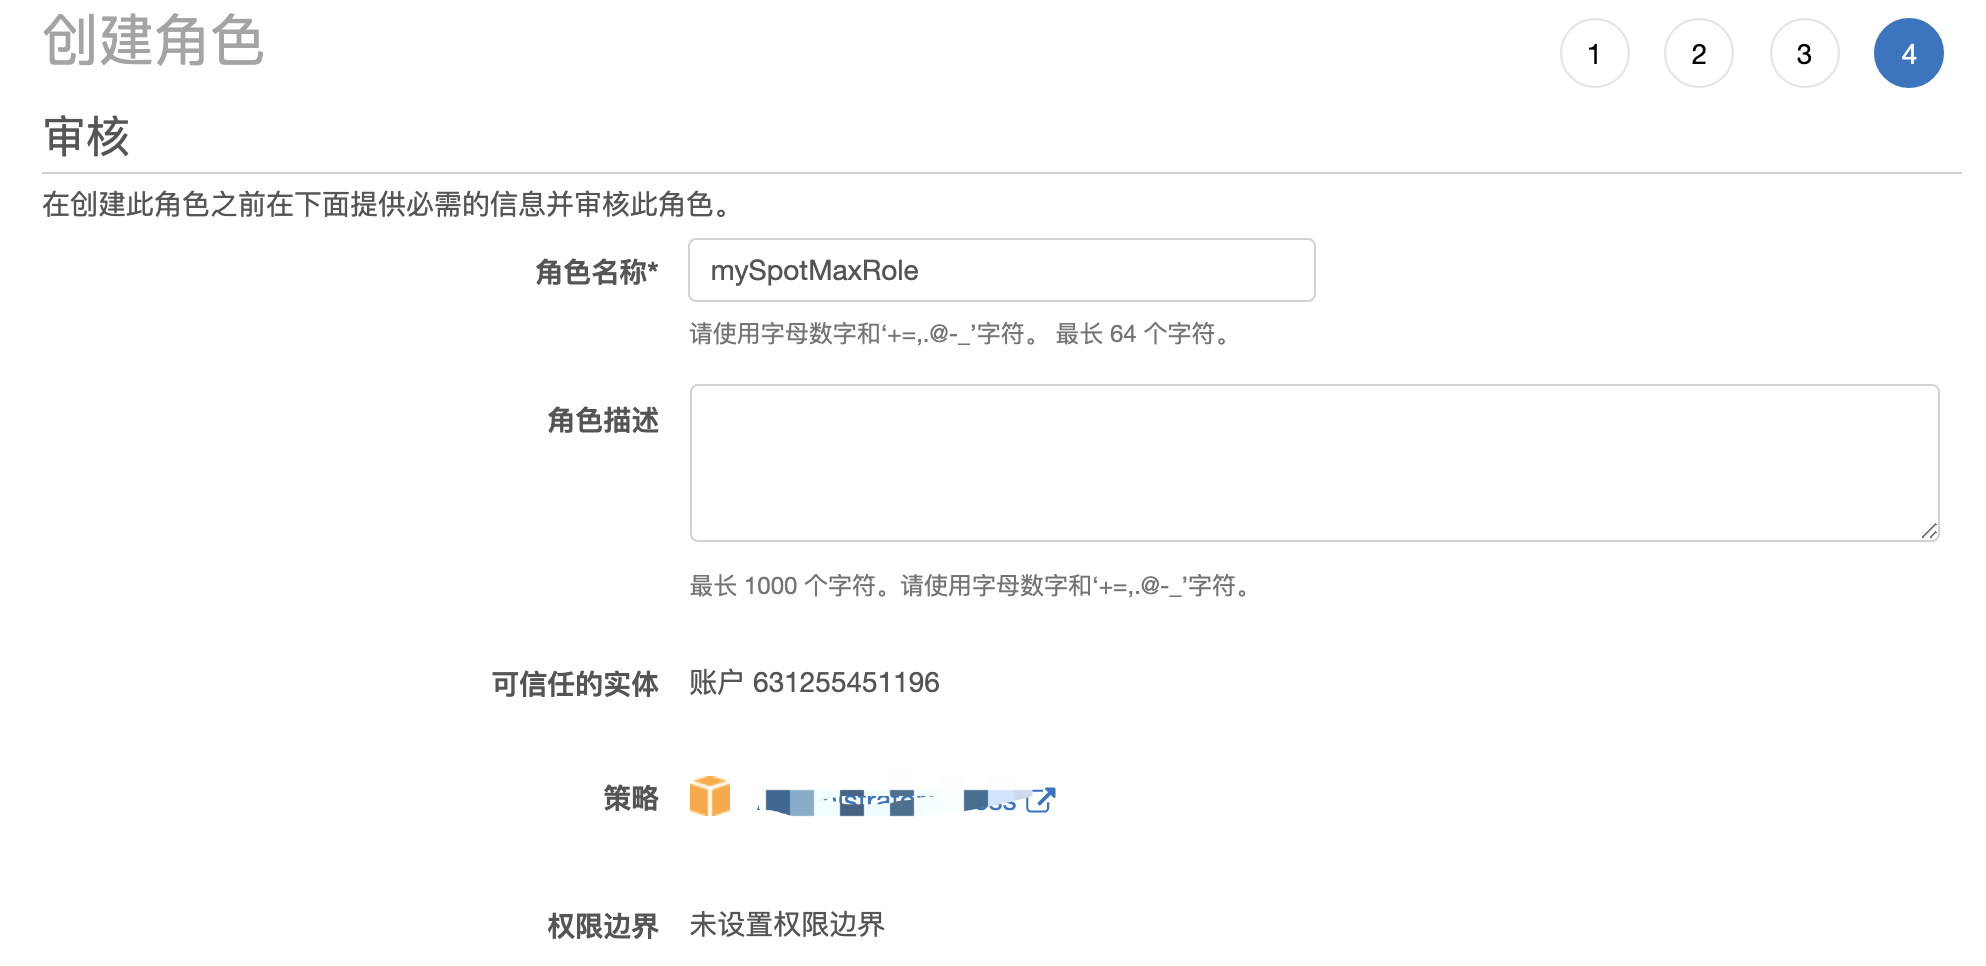 创建角色
1 2 3 4
审核
在创建此角色之前在下面提供必需的信息并审核此角色。
角色名称* mySpotMaxRole
请使用字母数字和‘+=,.@-_’字符。 最长 64 个字符。
角色描述
最长 1000 个字符。请使用字母数字和‘+=,.@-_’字符。
可信任的实体 账户 631255451196
策略
权限边界 未设置权限边界